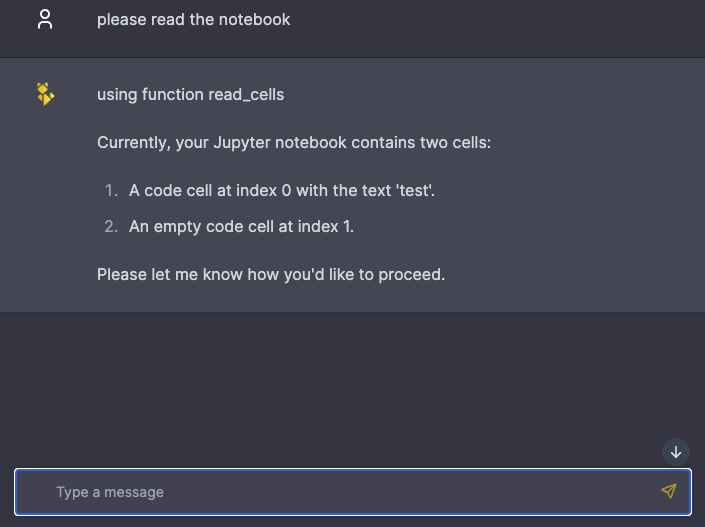 please read the notebook
using function read_cells
Currently, your Jupyter notebook contains two cells:
1. A code cell at index 0 with the text 'test'.
2. An empty code cell at index 1.
Please let me know how you'd like to proceed.
Type a message